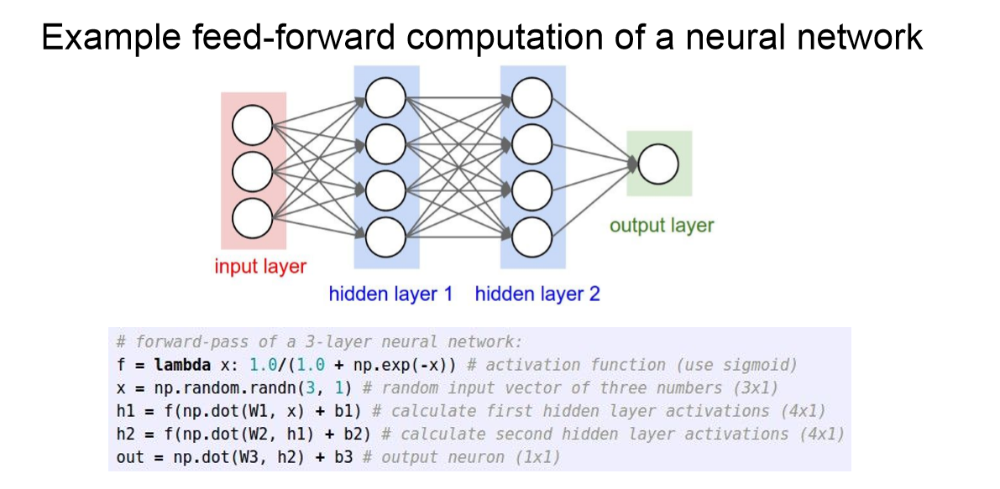 Example feed-forward computation of a neural network
input layer
hidden layer 1
hidden layer 2
output layer
# forward-pass of a 3-layer neural network:
f = lambda x: 1.0/(1.0 + np.exp(-x)) # activation function (use sigmoid)
x = np.random.randn(3, 1) # random input vector of three numbers (3x1)
h1 = f(np.dot(W1, x) + b1) # calculate first hidden layer activations (4x1)
h2 = f(np.dot(W2, h1) + b2) # calculate second hidden layer activations (4x1)
out = np.dot(W3, h2) + b3 # output neuron (1x1)